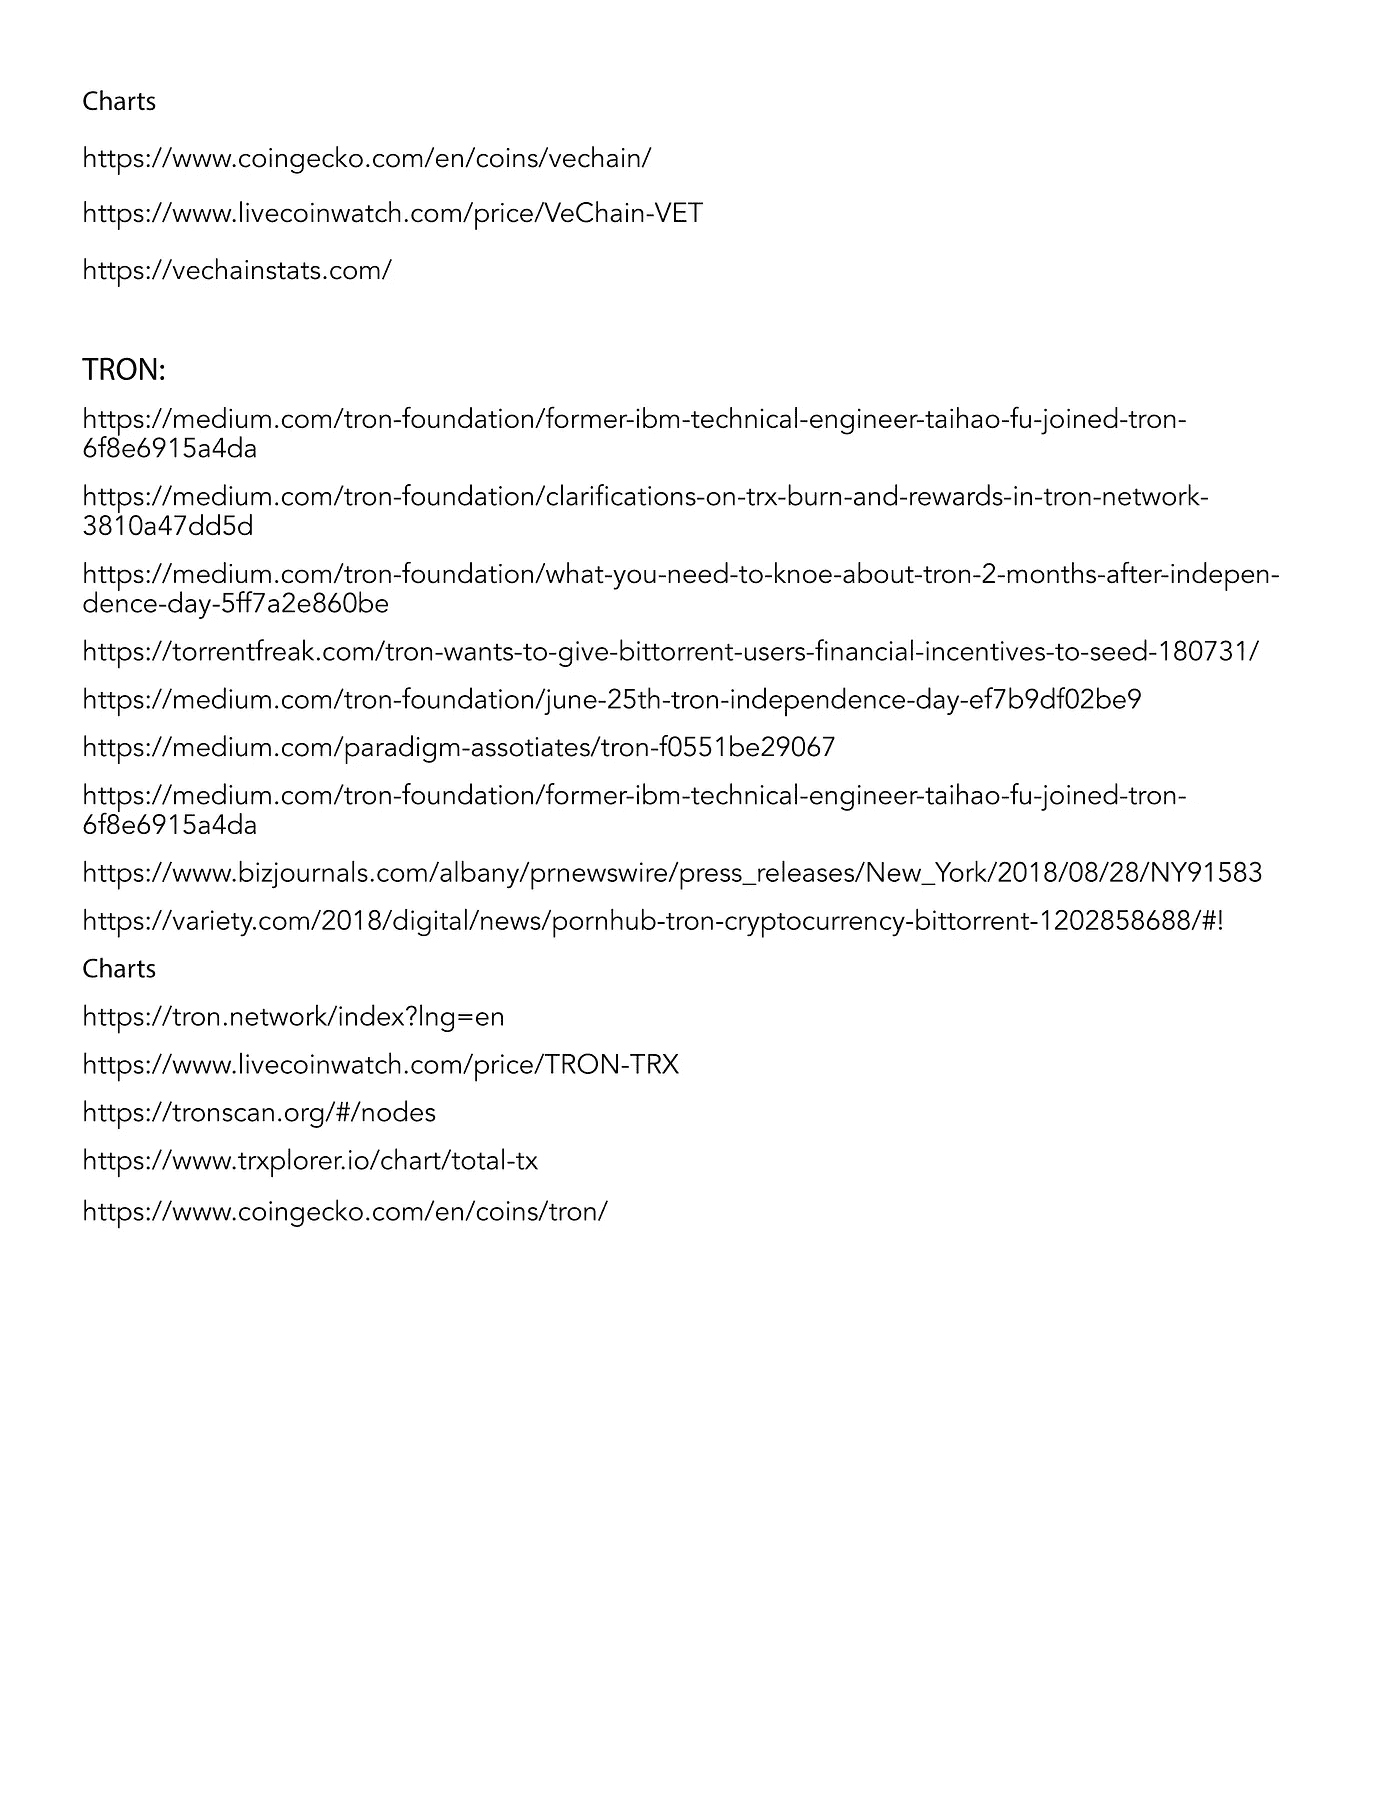 Charts
https://www.coingecko.com/en/coins/vechain/
https://www.livecoinwatch.com/price/VeChain-VET
https://vechainstats.com/
TRON:
https://medium.com/tron-foundation/former-ibm-technical-engineer-taihao-fu-joined-tron-
6f8e6915a4da
https://medium.com/tron-foundation/clarifications-on-trx-burn-and-rewards-in-tron-network-
3810a47dd5d
https://medium.com/tron-foundation/what-you-need-to-knoe-about-tron-2-months-after-indepen-
dence-day-5ff7a2e860be
https://torrentfreak.com/tron-wants-to-give-bittorrent-users-financial-incentives-to-seed-180731/
https://medium.com/tron-foundation/june-25th-tron-independence-day-ef7b9df02be9
https://medium.com/paradigm-assotiates/tron-f0551be29067
https://medium.com/tron-foundation/former-ibm-technical-engineer-taihao-fu-joined-tron-
6f8e6915a4da
https://www.bizjournals.com/albany/prnewswire/press_releases/New_York/2018/08/28/NY91583
https://variety.com/2018/digital/news/pornhub-tron-cryptocurrency-bittorrent-1202858688/#!
Charts
https://tron.network/index?lng=en
https://www.livecoinwatch.com/price/TRON-TRX
https://tronscan.org/#/nodes
https://www.trxplorer.io/chart/total-tx
https://www.coingecko.com/en/coins/tron/